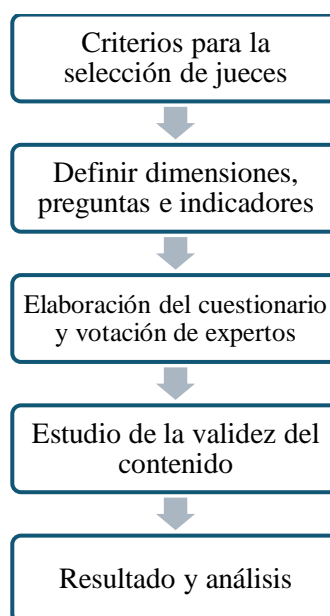 Criterios para la
selección de jueces
Definir dimensiones,
preguntas e indicadores
Elaboración del cuestionario
y votación de expertos
Estudio de la validez del
contenido
Resultado y análisis